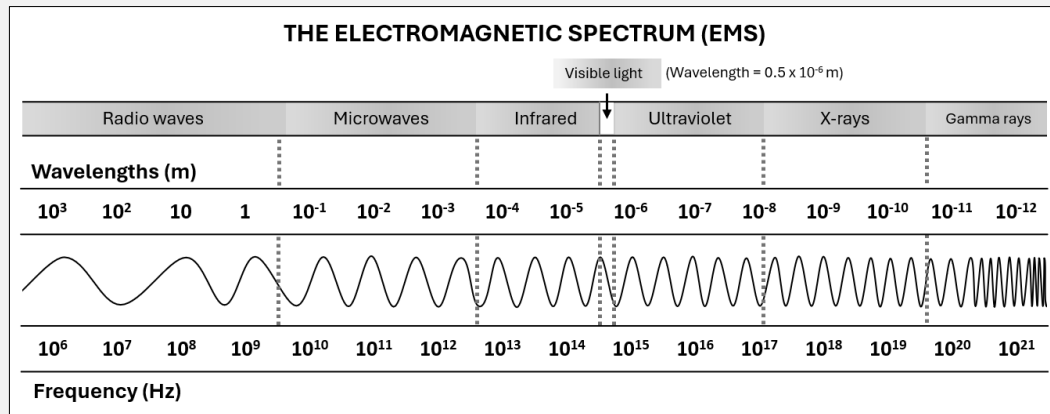 THE ELECTROMAGNETIC SPECTRUM (EMS)
Visible light (Wavelength = 0.5 x 10⁻⁶ m)
Radio waves Microwaves Infrared Ultraviolet X-rays Gamma rays
Wavelengths (m)
10³ 10² 10 1 10⁻¹ 10⁻² 10⁻³ 10⁻⁴ 10⁻⁵ 10⁻⁶ 10⁻⁷ 10⁻⁸ 10⁻⁹ 10⁻¹⁰ 10⁻¹¹ 10⁻¹²
10⁶ 10⁷ 10⁸ 10⁹ 10¹⁰ 10¹¹ 10¹² 10¹³ 10¹⁴ 10¹⁵ 10¹⁶ 10¹⁷ 10¹⁸ 10¹⁹ 10²⁰ 10²¹
Frequency (Hz)